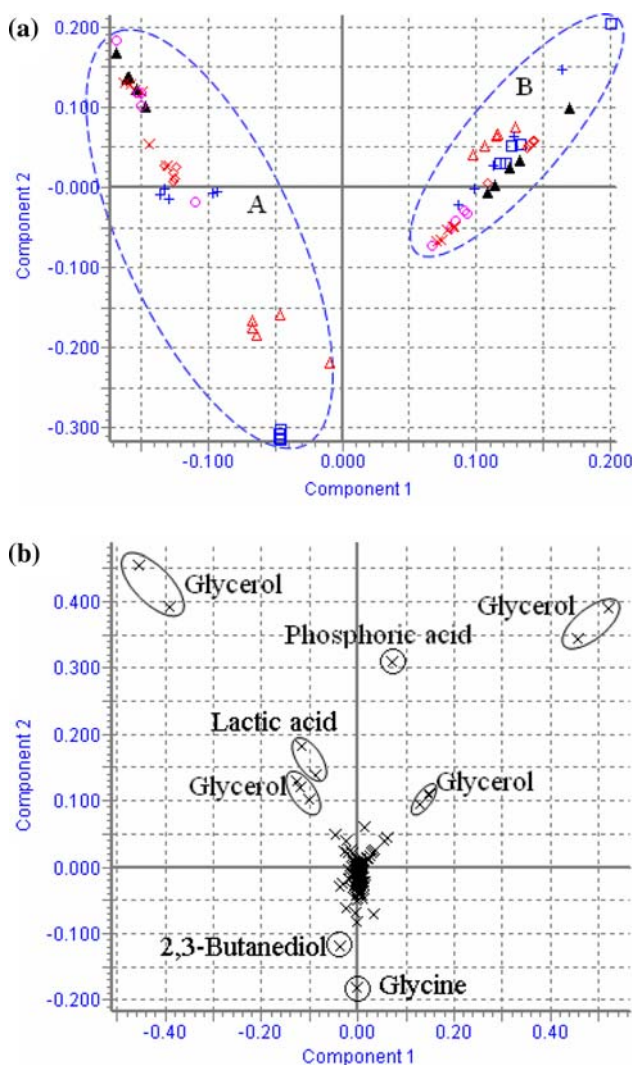 (a)
0.200
0.100
-0.000
-0.100
-0.200
-0.300
Component 2
A
B
-0.100 0.000 0.100 0.200
Component 1
(b)
0.400
0.300
0.200
0.100
0.000
-0.100
-0.200
Component 2
Glycerol
Glycerol
Phosphoric acid
Lactic acid
Glycerol
Glycerol
2,3-Butanediol
Glycine
-0.40 -0.20 0.00 0.20 0.40
Component 1